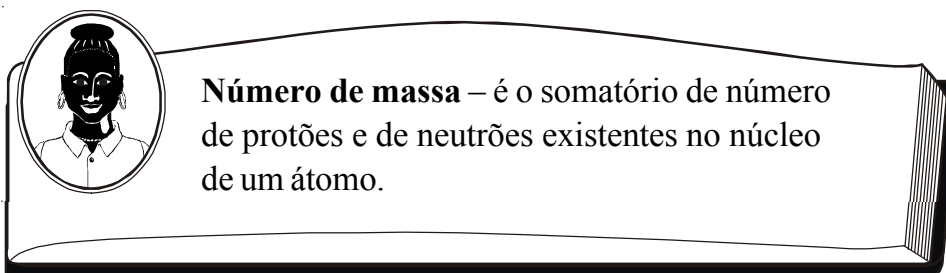 Número de massa – é o somatório de número
de protões e de neutrões existentes no núcleo
de um átomo.